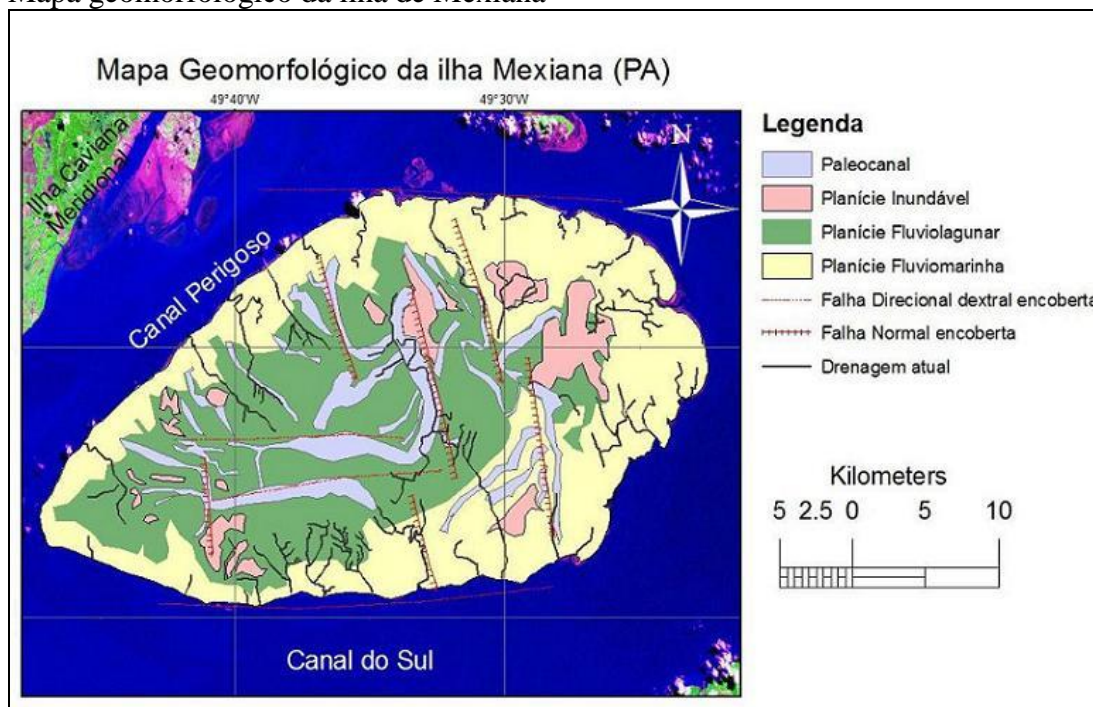 Mapa geomorfológico da ilha de Mexiana
Mapa Geomorfológico da ilha Mexiana (PA)
49°40'W
49°30'W
Ilha Caviana
Meridional
Canal Perigoso
N
Canal do Sul
Legenda
Paleocanal
Planície Inundável
Planície Fluviolagunar
Planície Fluviomarinha
Falha Direcional dextral encoberta
Falha Normal encoberta
Drenagem atual
Kilometers
5 2.5 0 5 10